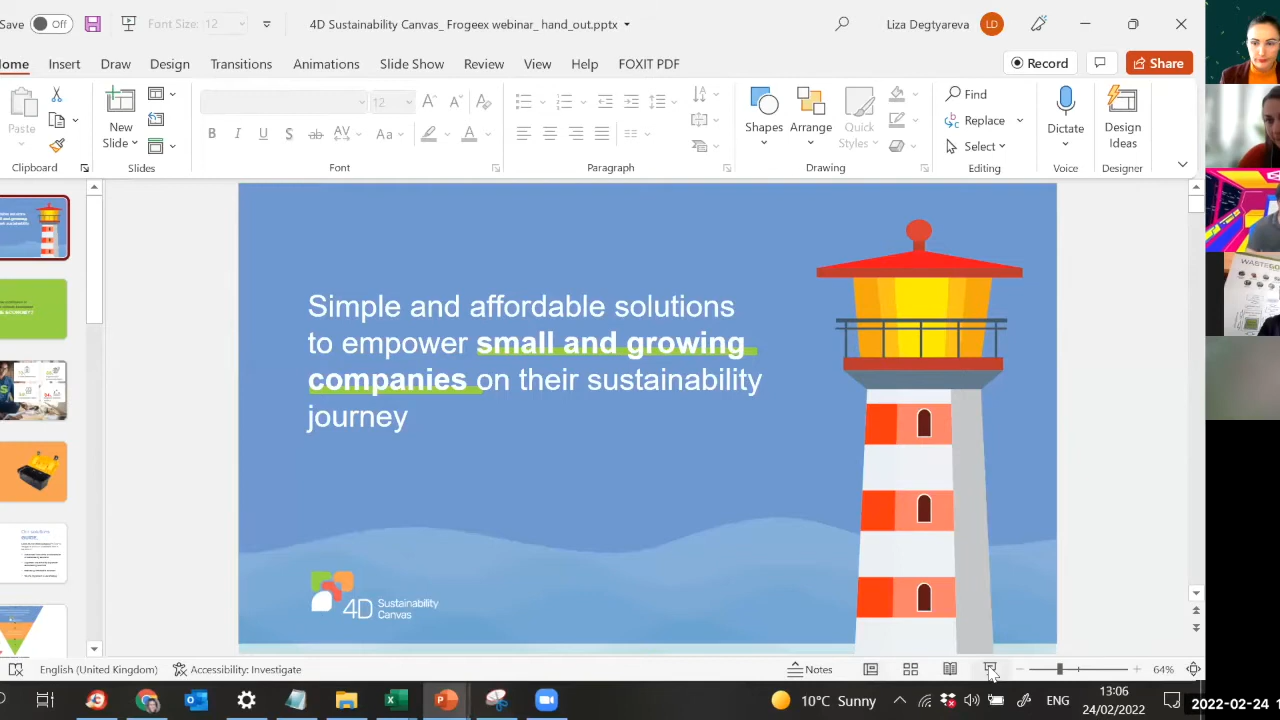 Save
Off
Font Size: 12
4D Sustainability Canvas_ Frogeex webinar_hand_out.pptx
Liza Degtyareva
LD
Home Insert Draw Design Transitions Animations Slide Show Review View Help FOXIT PDF
Record
Share
Paste
New
Slide
12
Shapes
Arrange
Quick
Styles
Find
Replace
Select
Dictate
Design
Ideas
Clipboard
Slides
Font
Paragraph
Drawing
Editing
Voice
Designer
Simple and affordable solutions
to empower small and growing
companies on their sustainability
journey
4D Sustainability
Canvas
English (United Kingdom)
Accessibility: Investigate
Notes
64%
10°C Sunny
ENG
13:06
24/02/2022
2022-02-24 1